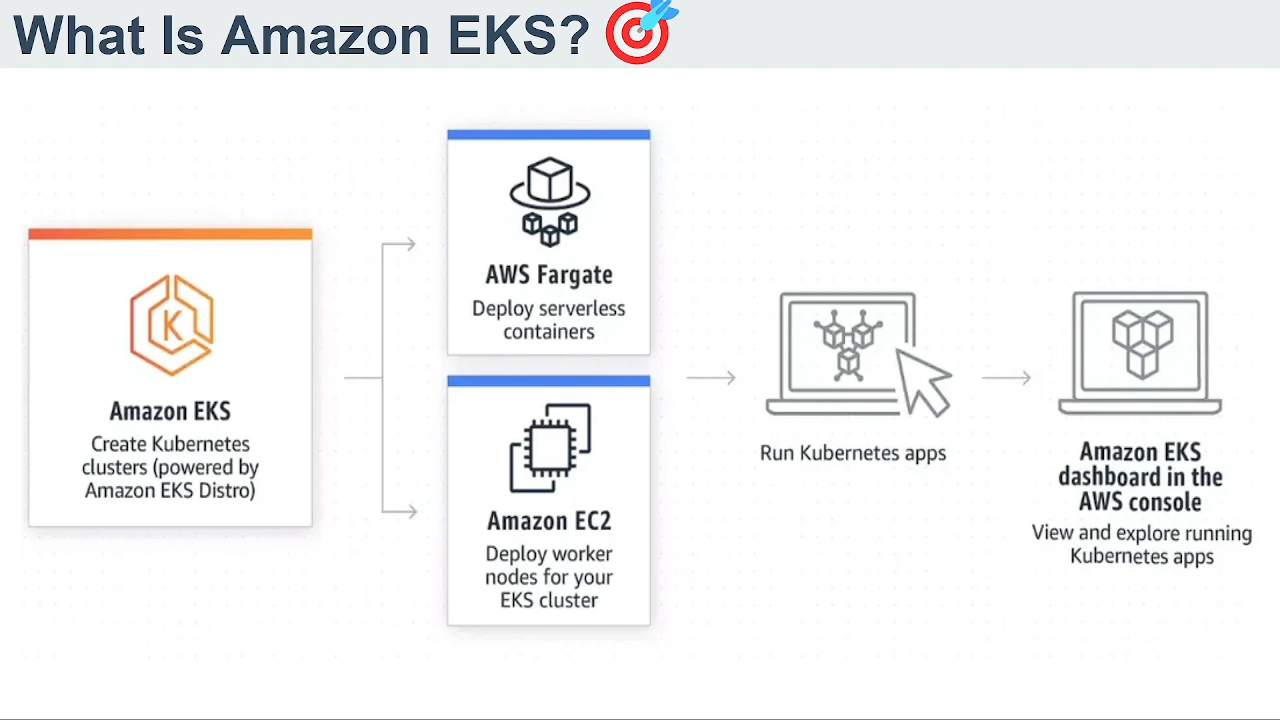 What Is Amazon EKS?
K
Amazon EKS
Create Kubernetes
clusters (powered by
Amazon EKS Distro)
AWS Fargate
Deploy serverless
containers
Amazon EC2
Deploy worker
nodes for your
EKS cluster
Run Kubernetes apps
Amazon EKS
dashboard in the
AWS console
View and explore running
Kubernetes apps